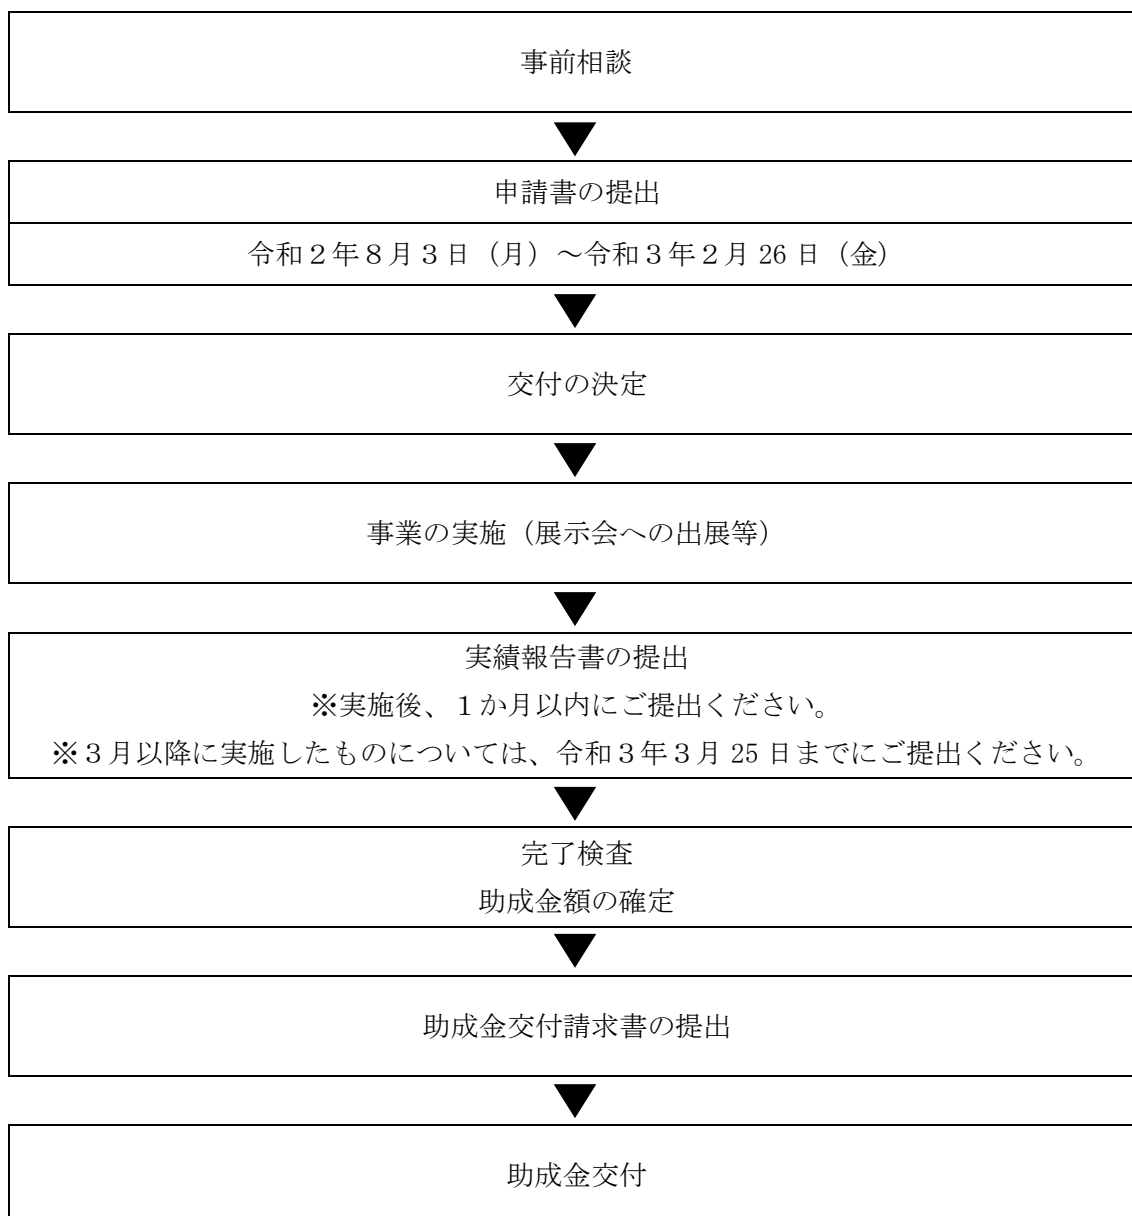 事前相談
申請書の提出
令和２年８月３日（月）～令和３年２月 26 日（金）
交付の決定
事業の実施（展示会への出展等）
実績報告書の提出
※実施後、１か月以内にご提出ください。
※３月以降に実施したものについては、令和３年３月 25 日までにご提出ください。
完了検査
助成金額の確定
助成金交付請求書の提出
助成金交付